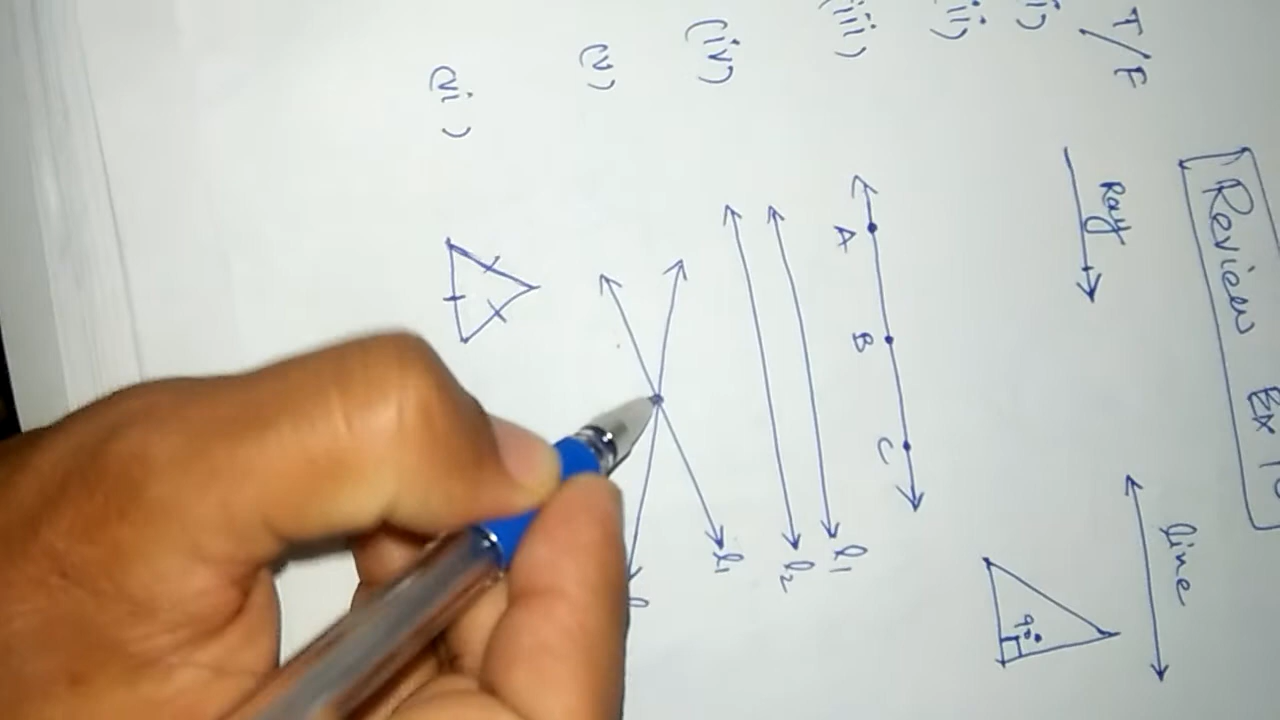 Review Ex
T/F
Ray
line
90°
(ii)
(iii)
A B C
(iv)
l1
l2
(v)
l1
(vi)